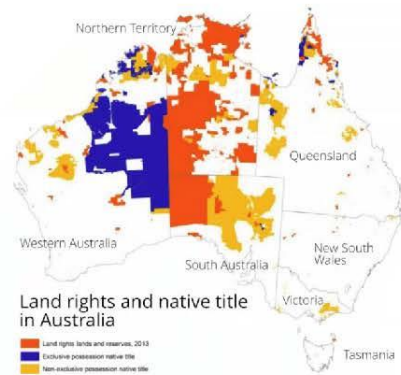 Northern Territory
Queensland
Western Australia
New South
Wales
South Australia
Victoria
Tasmania
Land rights and native title
in Australia
Land rights lands and reserves, 2013
Exclusive possession native title
Non-exclusive possession native title